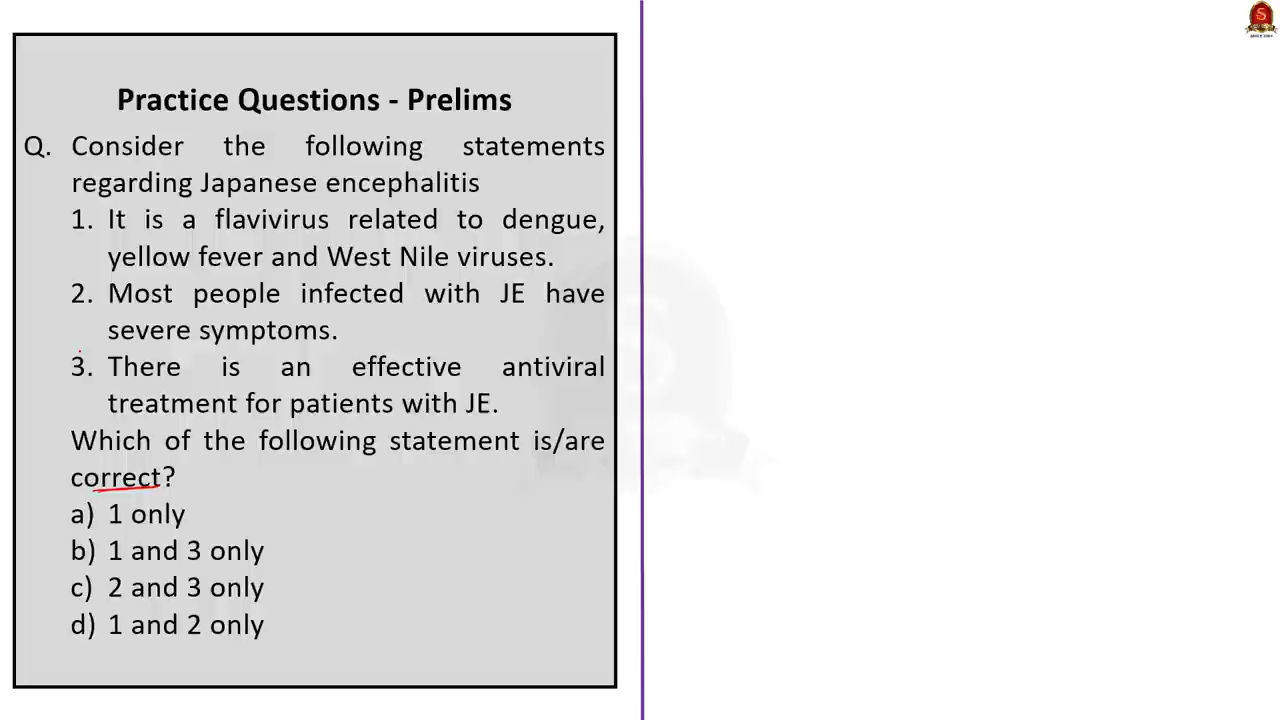 Practice Questions - Prelims
Q. Consider the following statements
regarding Japanese encephalitis
1. It is a flavivirus related to dengue,
yellow fever and West Nile viruses.
2. Most people infected with JE have
severe symptoms.
3. There is an effective antiviral
treatment for patients with JE.
Which of the following statement is/are
correct?
a) 1 only
b) 1 and 3 only
c) 2 and 3 only
d) 1 and 2 only